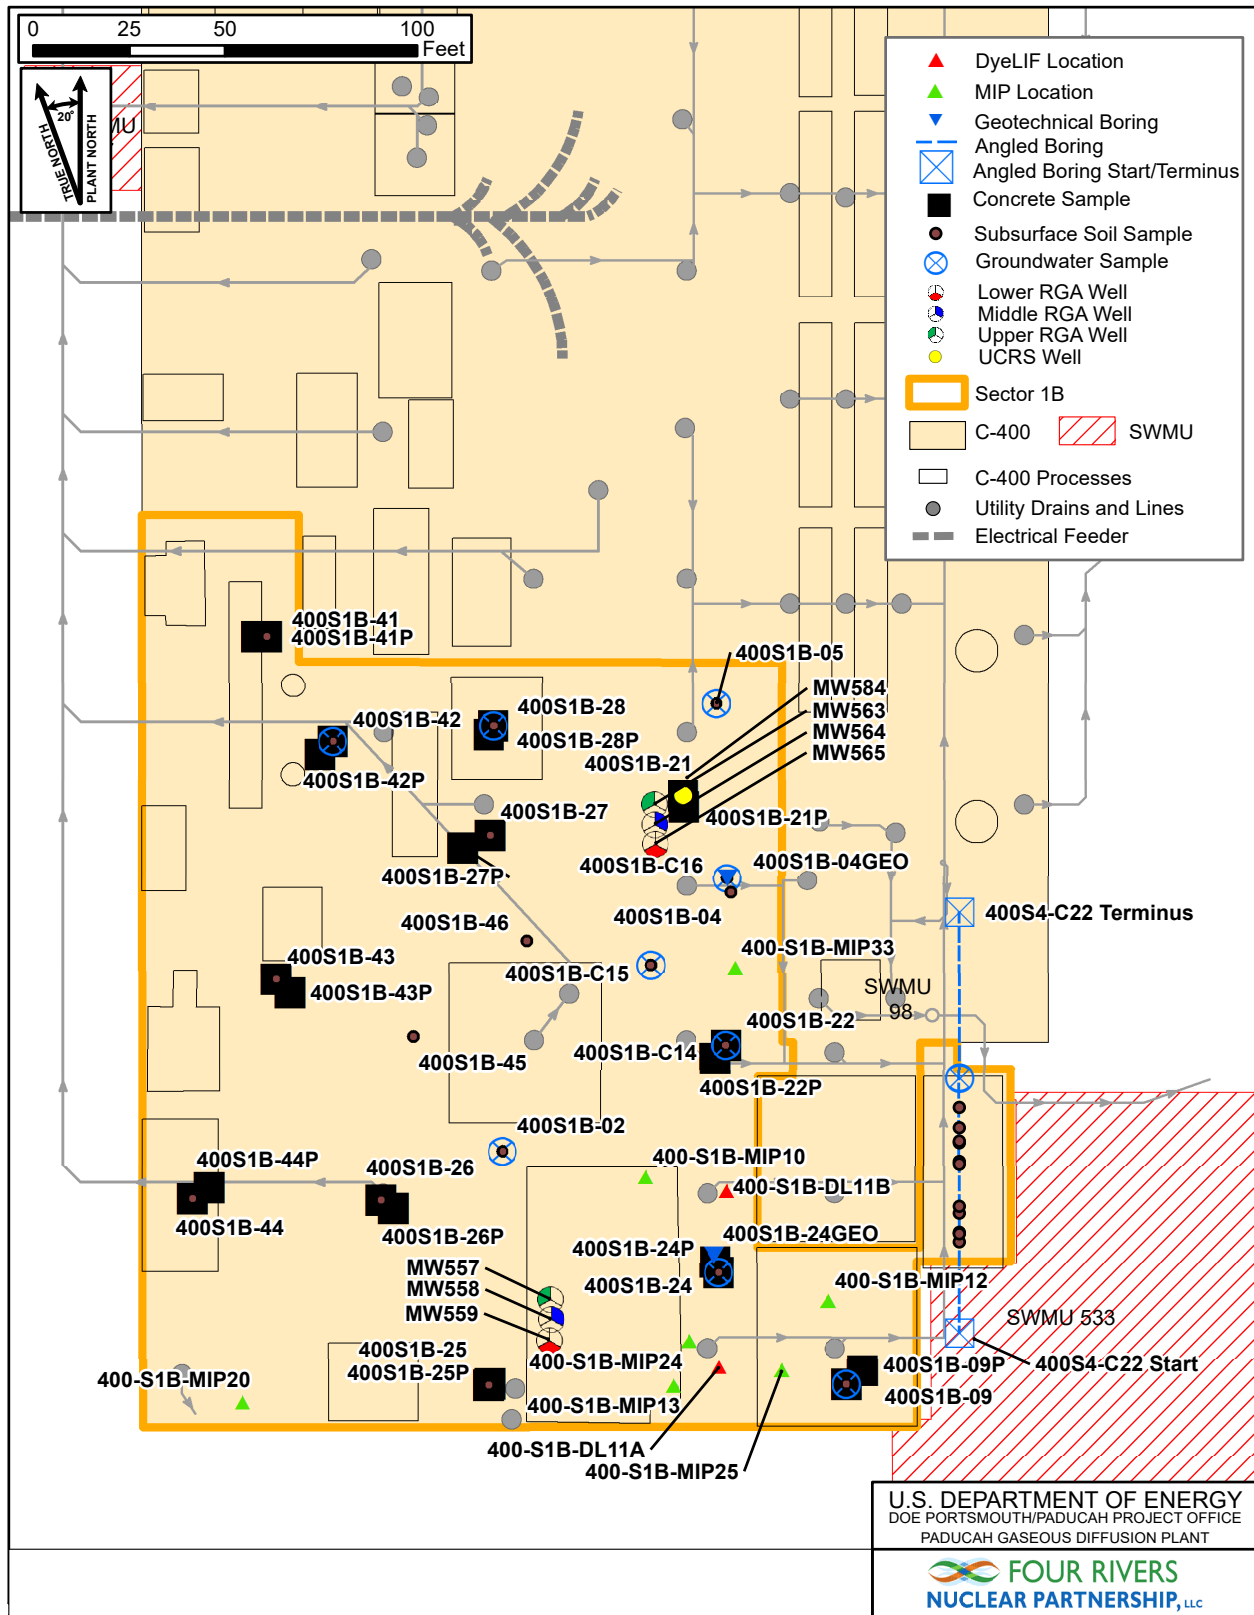 0 25 50 100
Feet
TRUE NORTH
20°
PLANT NORTH
MU
DyeLIF Location
MIP Location
Geotechnical Boring
Angled Boring
Angled Boring Start/Terminus
Concrete Sample
Subsurface Soil Sample
Groundwater Sample
Lower RGA Well
Middle RGA Well
Upper RGA Well
UCRS Well
Sector 1B
C-400 SWMU
C-400 Processes
Utility Drains and Lines
Electrical Feeder
400S1B-41
400S1B-41P
400S1B-05
MW584
MW563
MW564
MW565
400S1B-42
400S1B-28
400S1B-28P
400S1B-21
400S1B-42P
400S1B-27
400S1B-21P
400S1B-C16
400S1B-04GEO
400S1B-27P
400S1B-46
400S1B-04
400S4-C22 Terminus
400S1B-43
400S1B-C15
400-S1B-MIP33
400S1B-43P
SWMU
98
400S1B-22
400S1B-45
400S1B-C14
400S1B-22P
400S1B-02
400S1B-44P
400S1B-26
400-S1B-MIP10
400-S1B-DL11B
400S1B-44
400S1B-26P
400S1B-24GEO
400S1B-24P
MW557
400S1B-24
400-S1B-MIP12
MW558
MW559
SWMU 533
400S1B-25
400-S1B-MIP24
400S1B-09P
400S4-C22 Start
400S1B-25P
400-S1B-MIP20
400S1B-09
400-S1B-MIP13
400-S1B-DL11A
400-S1B-MIP25
U.S. DEPARTMENT OF ENERGY
DOE PORTSMOUTH/PADUCAH PROJECT OFFICE
PADUCAH GASEOUS DIFFUSION PLANT
FOUR RIVERS
NUCLEAR PARTNERSHIP, LLC